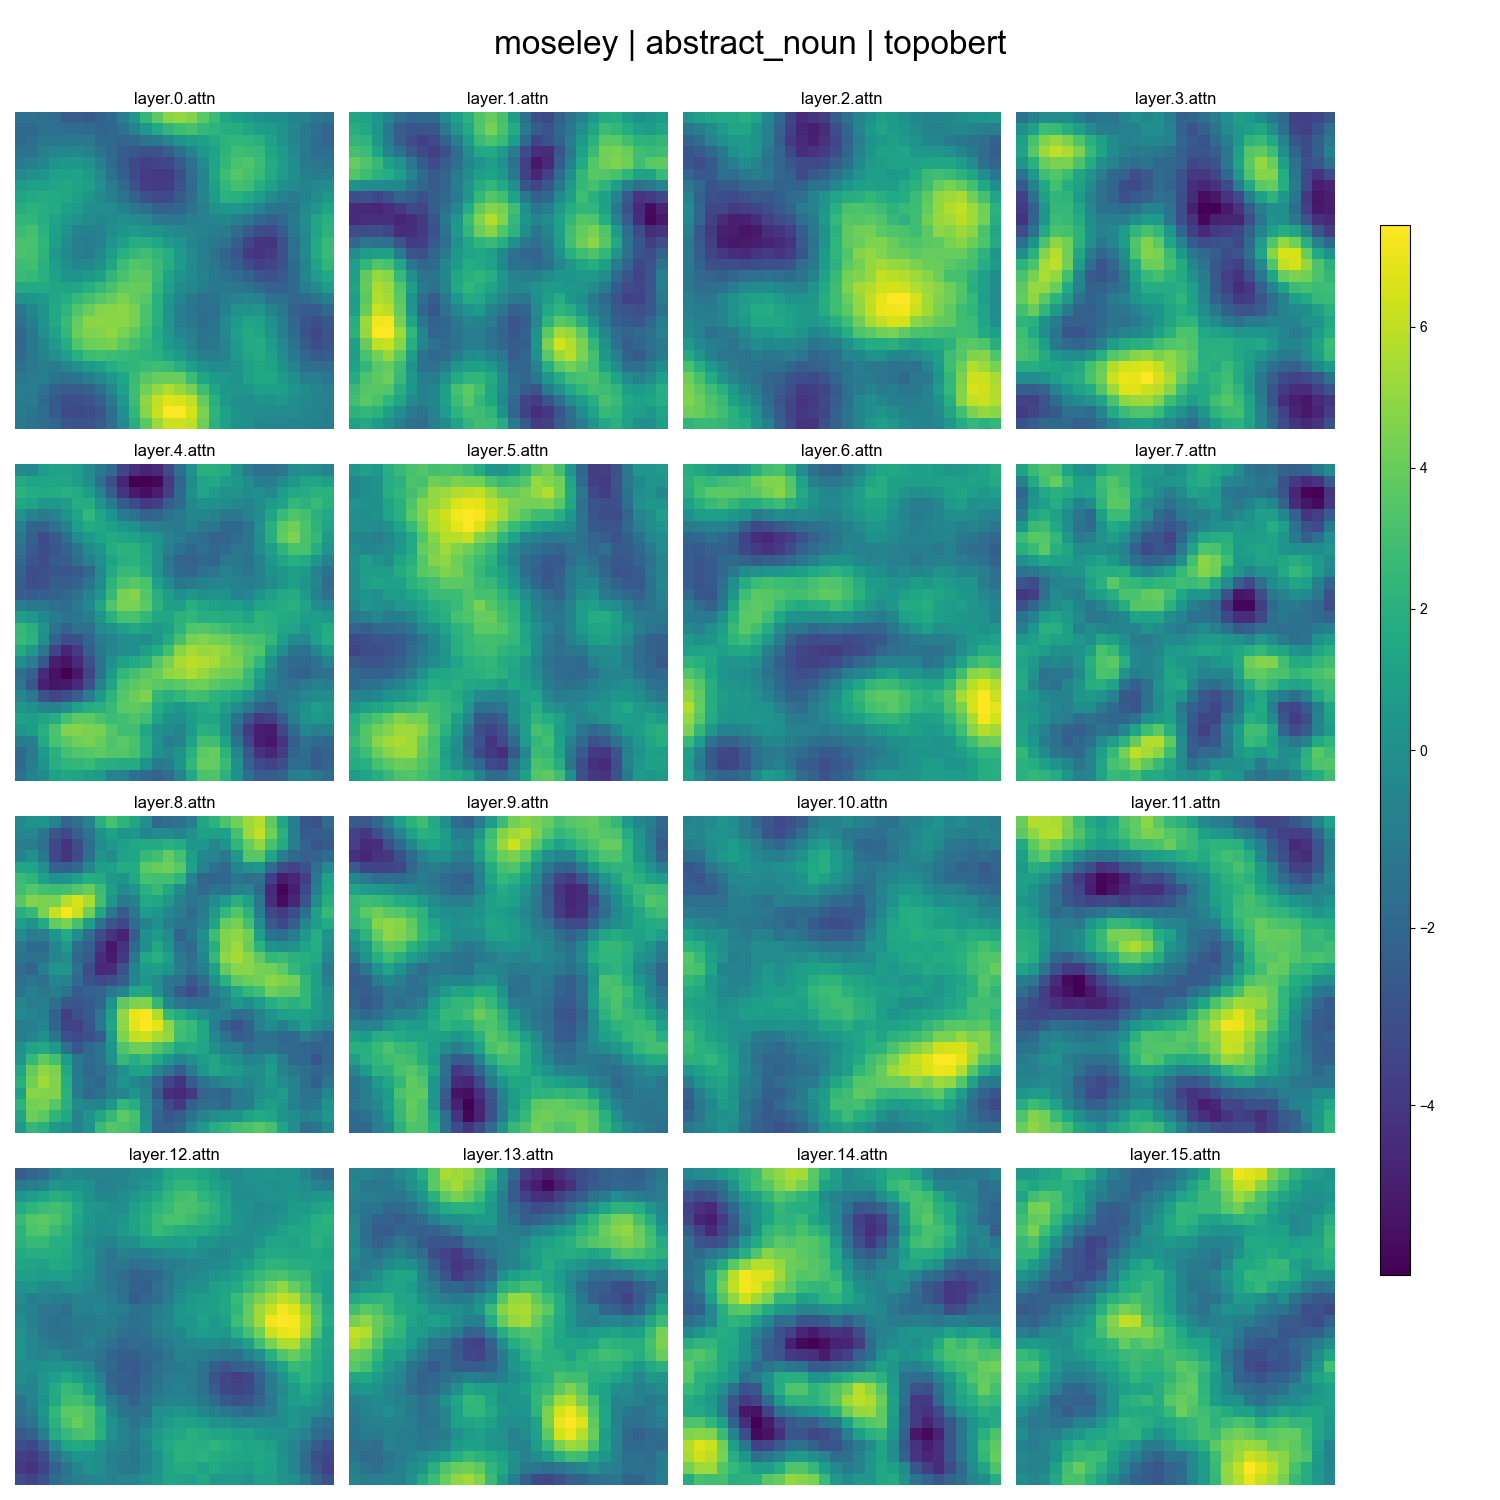 moseley | abstract_noun | topobert
layer.0.attn
layer.1.attn
layer.2.attn
layer.3.attn
layer.4.attn
layer.5.attn
layer.6.attn
layer.7.attn
layer.8.attn
layer.9.attn
layer.10.attn
layer.11.attn
layer.12.attn
layer.13.attn
layer.14.attn
layer.15.attn
6
4
2
0
−2
−4